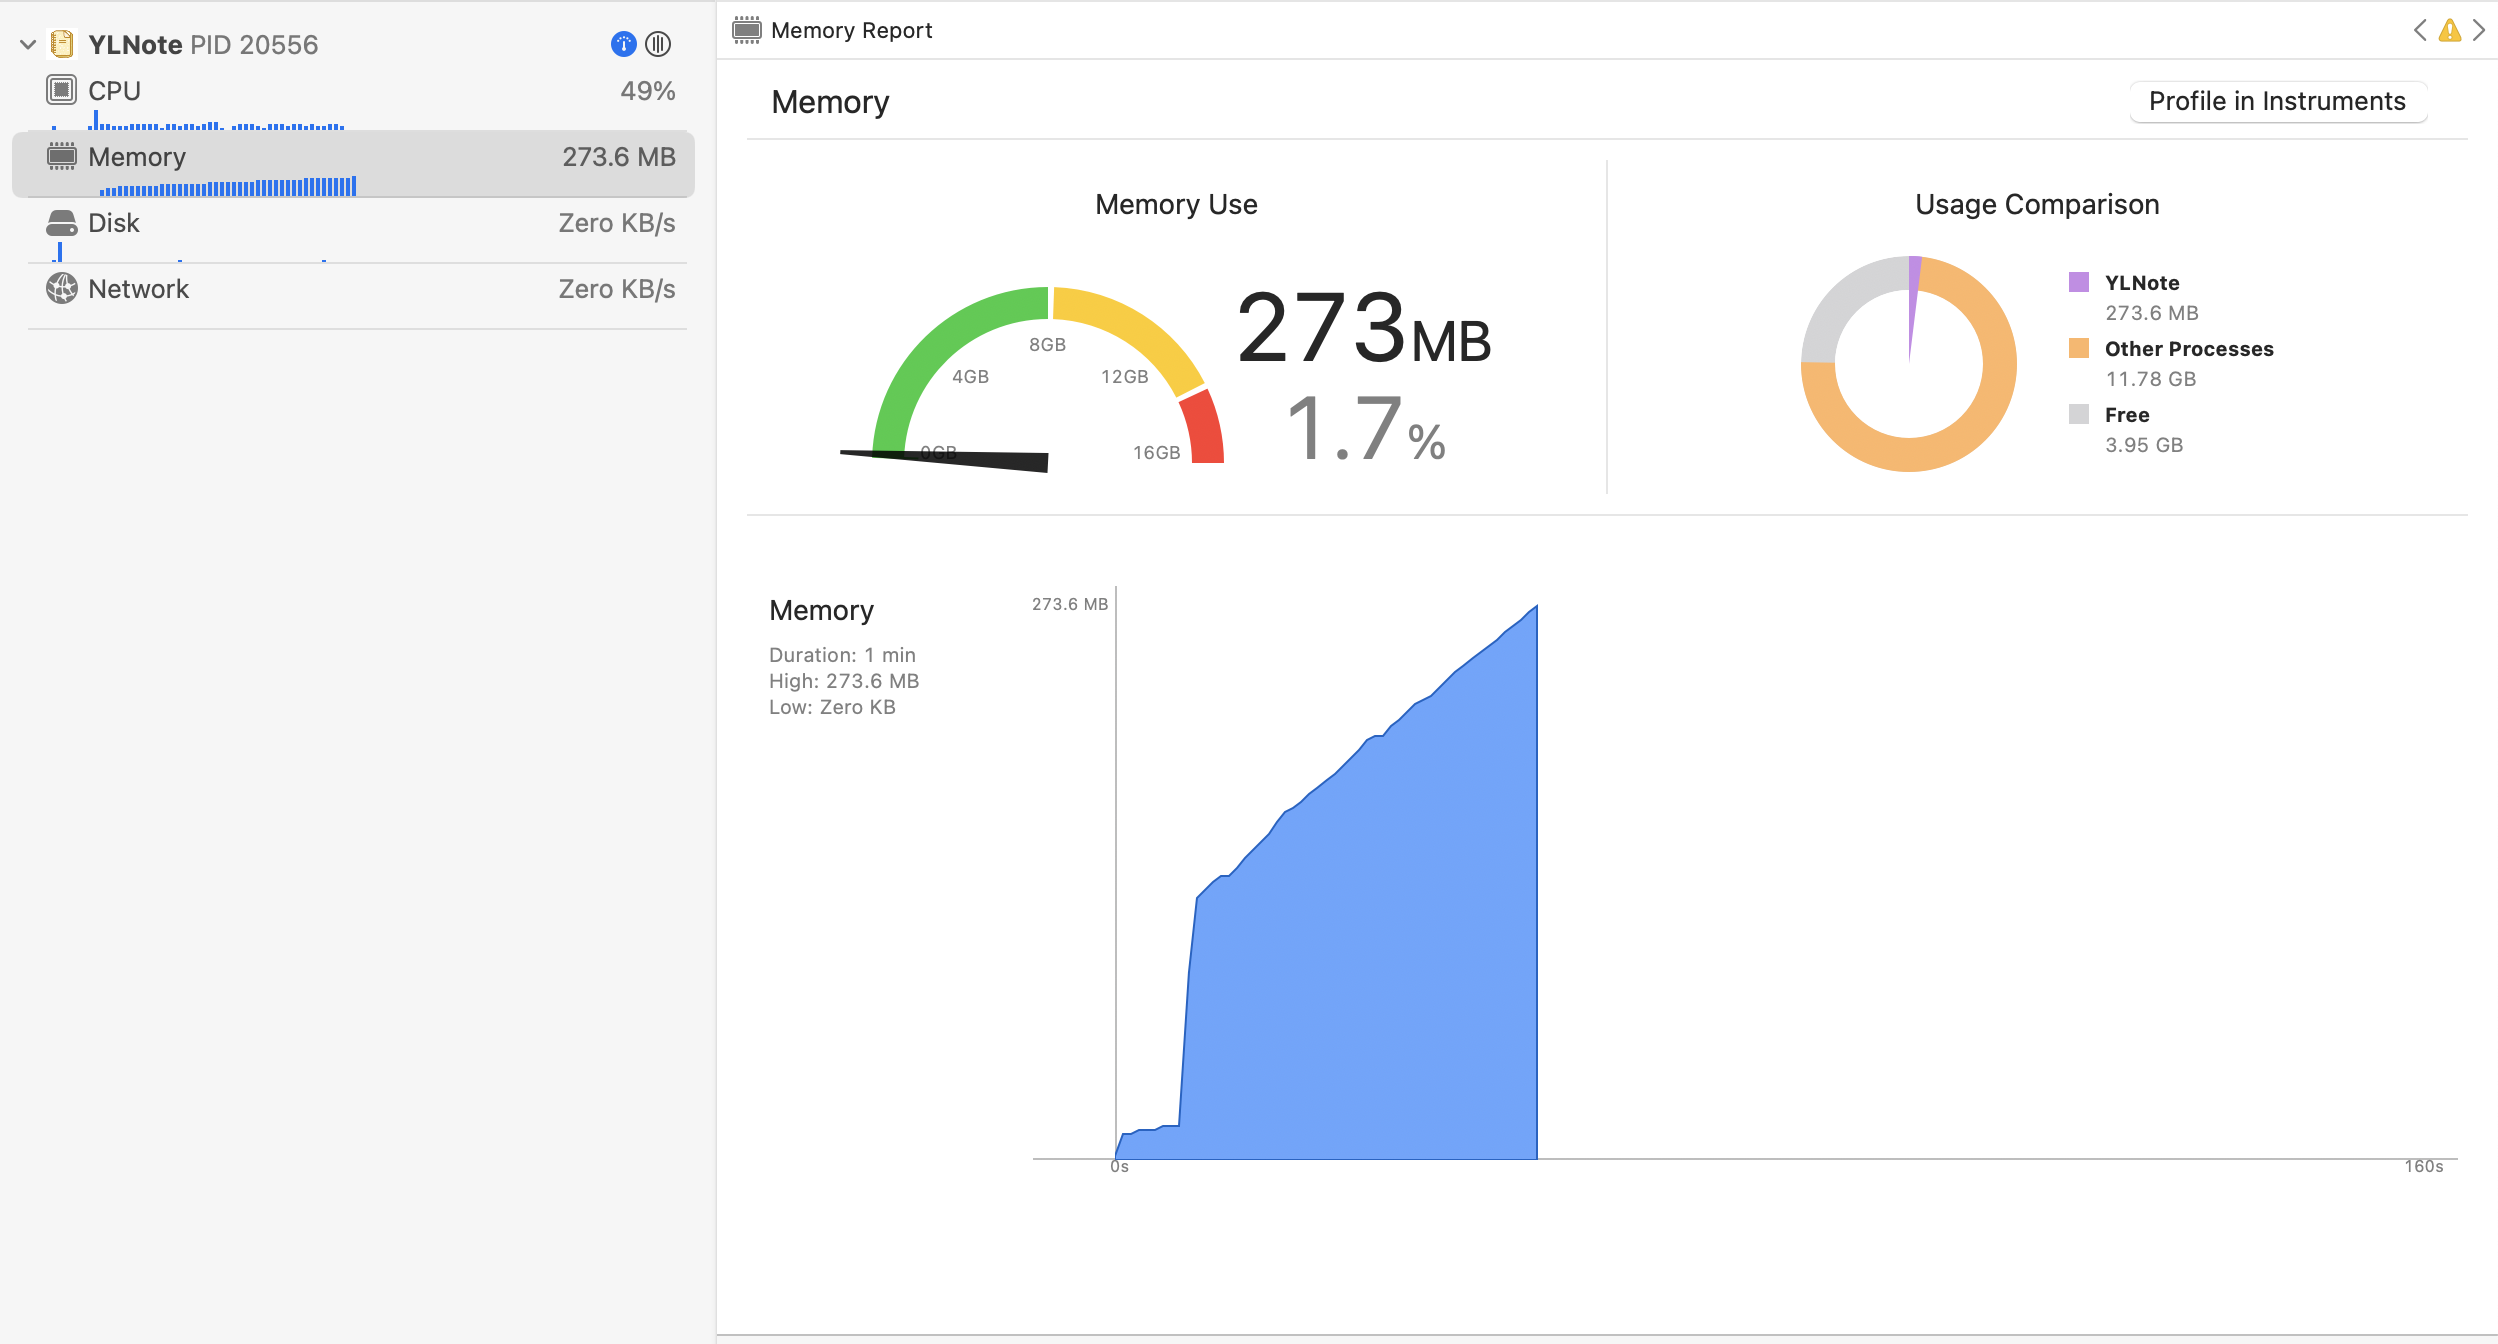 YLNote PID 20556
CPU 49%
Memory 273.6 MB
Disk Zero KB/s
Network Zero KB/s
Memory Report
Memory
Profile in Instruments
Memory Use
0GB
4GB
8GB
12GB
16GB
273MB
1.7%
Usage Comparison
YLNote
273.6 MB
Other Processes
11.78 GB
Free
3.95 GB
Memory
Duration: 1 min
High: 273.6 MB
Low: Zero KB
273.6 MB
0s
160s